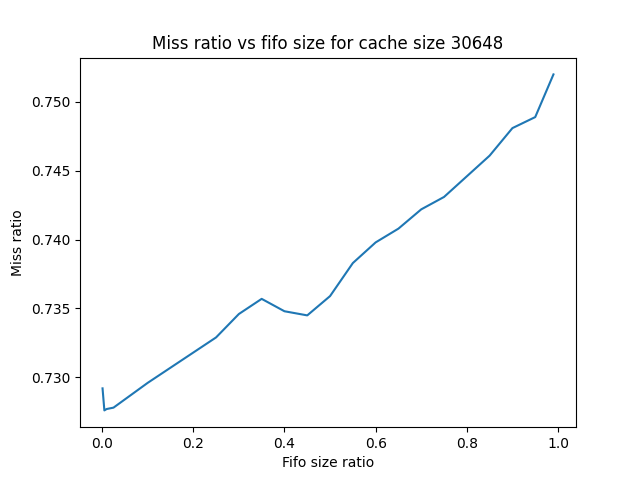 Miss ratio vs fifo size for cache size 30648
0.750
0.745
0.740
0.735
0.730
Miss ratio
0.0 0.2 0.4 0.6 0.8 1.0
Fifo size ratio